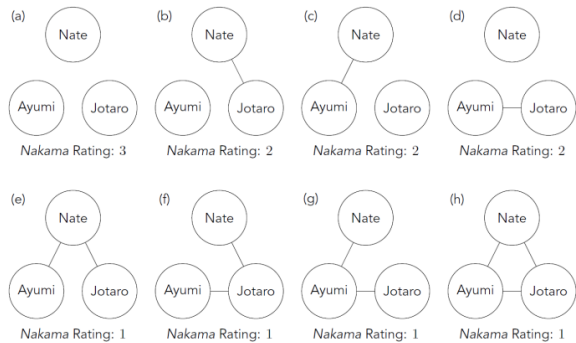 (a) (b) (c) (d)
Nate Nate Nate Nate
Ayumi Jotaro Ayumi Jotaro Ayumi Jotaro Ayumi Jotaro
Nakama Rating: 3 Nakama Rating: 2 Nakama Rating: 2 Nakama Rating: 2
(e) (f) (g) (h)
Nate Nate Nate Nate
Ayumi Jotaro Ayumi Jotaro Ayumi Jotaro Ayumi Jotaro
Nakama Rating: 1 Nakama Rating: 1 Nakama Rating: 1 Nakama Rating: 1